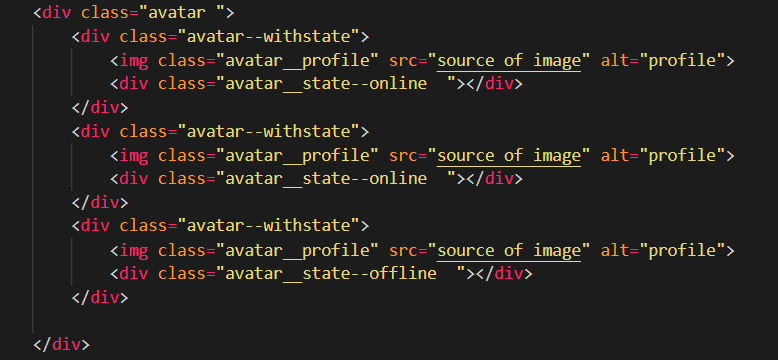 <div class="avatar ">
<div class="avatar--withstate">
<img class="avatar__profile" src="source of image" alt="profile">
<div class="avatar__state--online  "></div>
</div>
<div class="avatar--withstate">
<img class="avatar__profile" src="source of image" alt="profile">
<div class="avatar__state--online  "></div>
</div>
<div class="avatar--withstate">
<img class="avatar__profile" src="source of image" alt="profile">
<div class="avatar__state--offline  "></div>
</div>
</div>